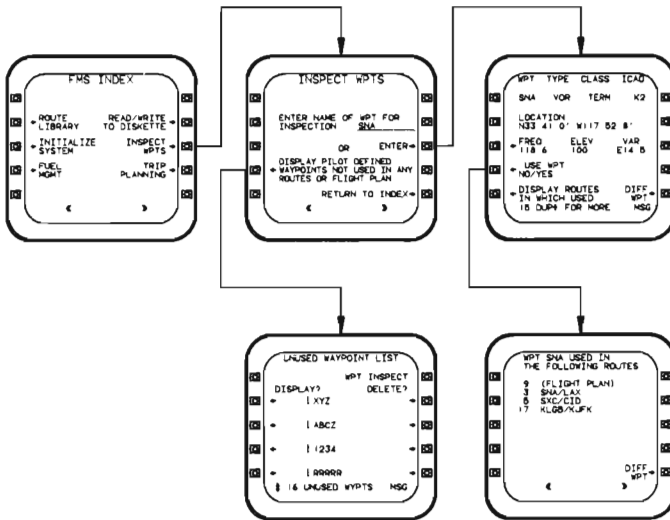 FMS INDEX
ROUTE LIBRARY
READ/WRITE TO DISKETTE
INITIALIZE SYSTEM
INSPECT WPTS
FUEL MGMT
TRIP PLANNING
INSPECT WPTS
ENTER NAME OF WPT FOR
INSPECTION SNA
OR ENTER
DISPLAY PILOT DEFINED
WAYPOINTS NOT USED IN ANY
ROUTES OR FLIGHT PLAN
RETURN TO INDEX
WPT TYPE CLASS ICAO
SNA VOR TERM K2
LOCATION
N33 41 0' W117 52 8'
FREQ ELEV VAR
118 6 100 E14 5
USE WPT
NO/YES
DISPLAY ROUTES
IN WHICH USED
DIFF
WPT
DUP FOR MORE MSG
UNUSED WAYPOINT LIST
WPT INSPECT
DISPLAY? DELETE?
XYZ
ABCZ
1234
RRRRR
16 UNUSED WYPTS MSG
WPT SNA USED IN
THE FOLLOWING ROUTES
9 (FLIGHT PLAN)
3 SNA/LAX
SXC/CID
17 KLGB/KJFK
DIFF
WPT